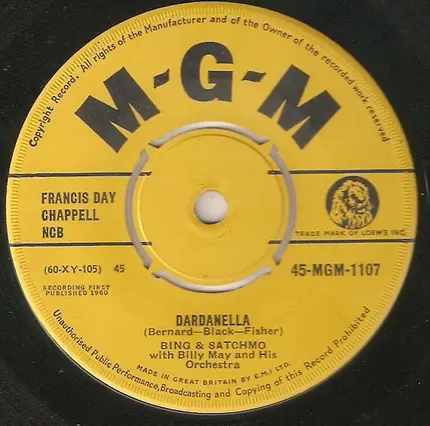 Copyright Record. All rights of the Manufacturer and of the Owner of the recorded work reserved
M-G-M
FRANCIS DAY
CHAPPELL
NCB
TRADE MARK OF LOEW'S INC.
(60-XY-105) 45
45-MGM-1107
RECORDING FIRST
PUBLISHED 1960
DARDANELLA
(Bernard—Black—Fisher)
BING & SATCHMO
with Billy May and His
Orchestra
MADE IN GREAT BRITAIN BY E.M.I LTD.
Unauthorised Public Performance, Broadcasting and Copying of this Record Prohibited